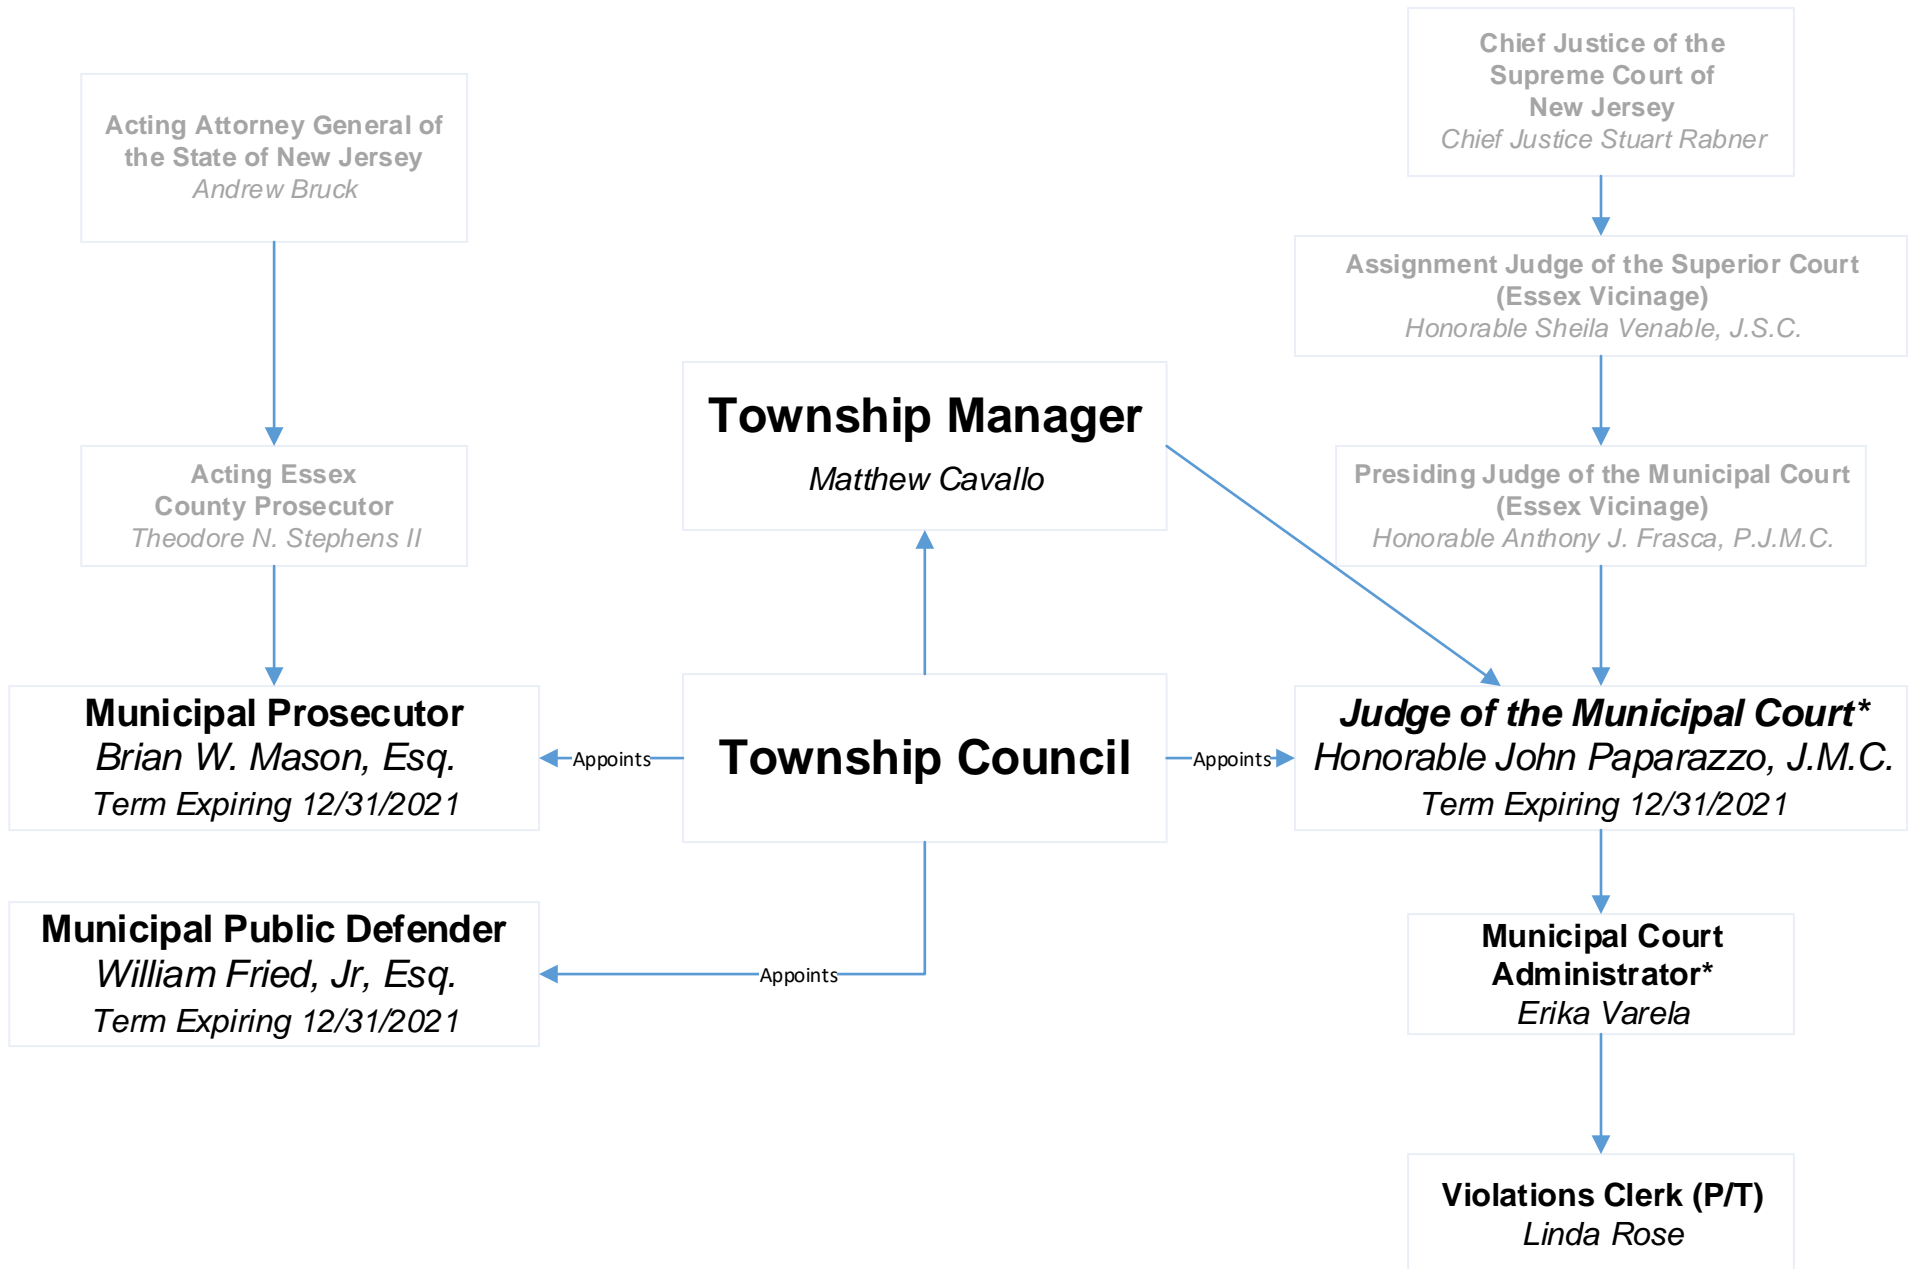 Chief Justice of the
Supreme Court of
New Jersey
Chief Justice Stuart Rabner
Acting Attorney General of
the State of New Jersey
Andrew Bruck
Assignment Judge of the Superior Court
(Essex Vicinage)
Honorable Sheila Venable, J.S.C.
Township Manager
Matthew Cavallo
Acting Essex
County Prosecutor
Theodore N. Stephens II
Presiding Judge of the Municipal Court
(Essex Vicinage)
Honorable Anthony J. Frasca, P.J.M.C.
Municipal Prosecutor
Brian W. Mason, Esq.
Term Expiring 12/31/2021
Appoints
Township Council
Appoints
Judge of the Municipal Court*
Honorable John Paparazzo, J.M.C.
Term Expiring 12/31/2021
Municipal Public Defender
William Fried, Jr, Esq.
Term Expiring 12/31/2021
Appoints
Municipal Court
Administrator*
Erika Varela
Violations Clerk (P/T)
Linda Rose